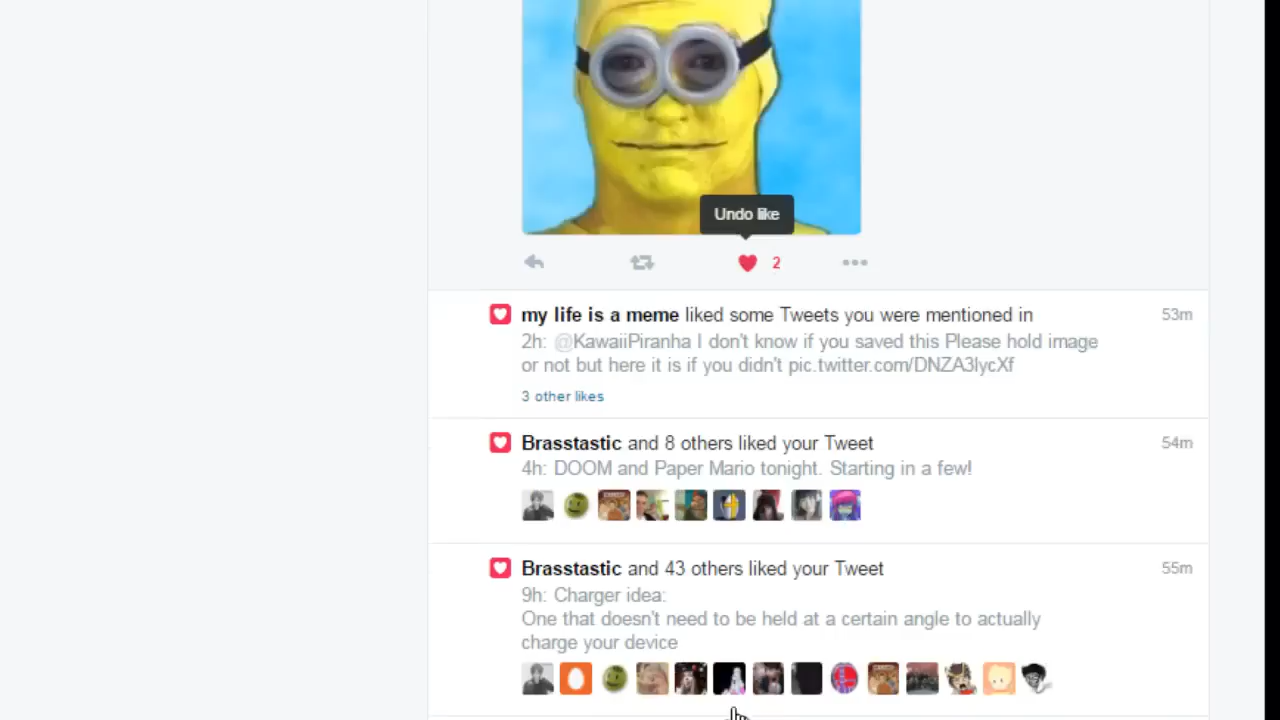 Undo like
2
my life is a meme liked some Tweets you were mentioned in 53m
2h: @KawaiiPiranha I don't know if you saved this Please hold image
or not but here it is if you didn't pic.twitter.com/DNZA3lycXf
3 other likes
Brasstastic and 8 others liked your Tweet 54m
4h: DOOM and Paper Mario tonight. Starting in a few!
Brasstastic and 43 others liked your Tweet 55m
9h: Charger idea:
One that doesn't need to be held at a certain angle to actually
charge your device